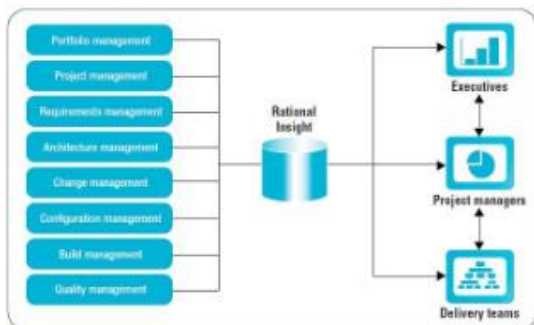 Portfolio management
Project management
Requirements management
Architecture management
Change management
Configuration management
Build management
Quality management
Rational
Insight
Executives
Project managers
Delivery teams